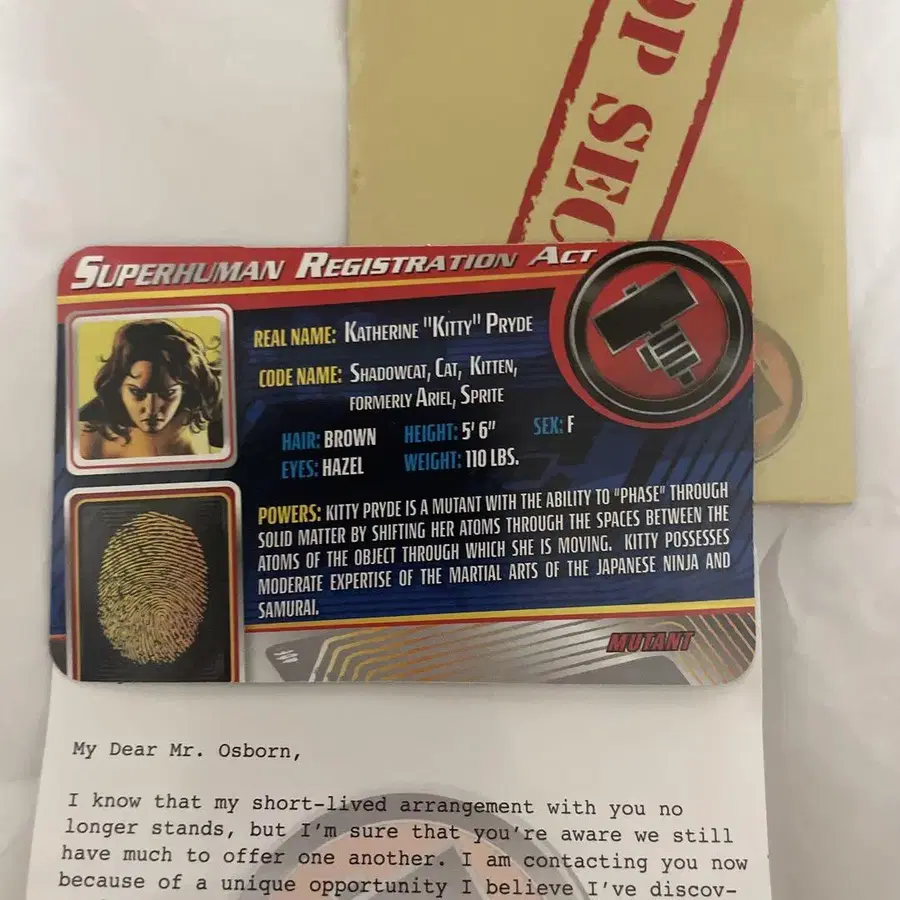 OP SEC
SUPERHUMAN REGISTRATION ACT
REAL NAME: KATHERINE "KITTY" PRYDE
CODE NAME: SHADOWCAT, CAT, KITTEN,
FORMERLY ARIEL, SPRITE
HAIR: BROWN HEIGHT: 5' 6" SEX: F
EYES: HAZEL WEIGHT: 110 LBS.
POWERS: KITTY PRYDE IS A MUTANT WITH THE ABILITY TO "PHASE" THROUGH
SOLID MATTER BY SHIFTING HER ATOMS THROUGH THE SPACES BETWEEN THE
ATOMS OF THE OBJECT THROUGH WHICH SHE IS MOVING. KITTY POSSESSES
MODERATE EXPERTISE OF THE MARTIAL ARTS OF THE JAPANESE NINJA AND
SAMURAI.
MUTANT
My Dear Mr. Osborn,
I know that my short-lived arrangement with you no
longer stands, but I'm sure that you're aware we still
have much to offer one another. I am contacting you now
because of a unique opportunity I believe I've discov-